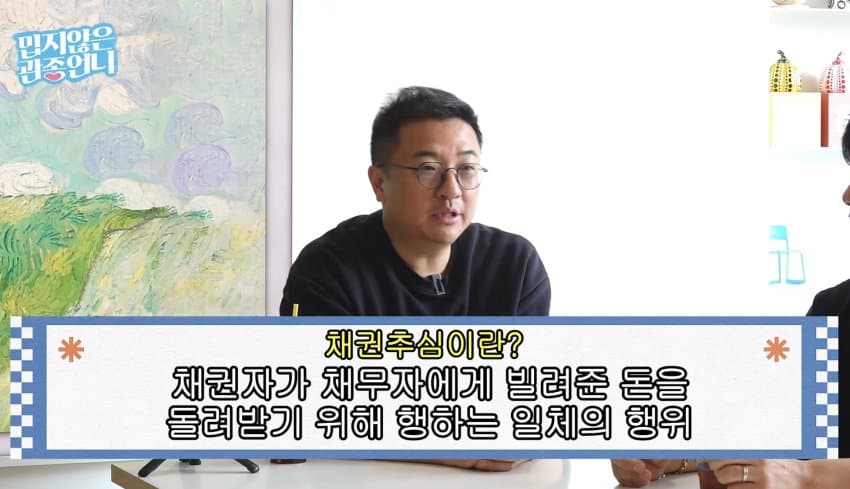 밉지않은
관종언니
채권추심이란?
채권자가 채무자에게 빌려준 돈을
돌려받기 위해 행하는 일체의 행위